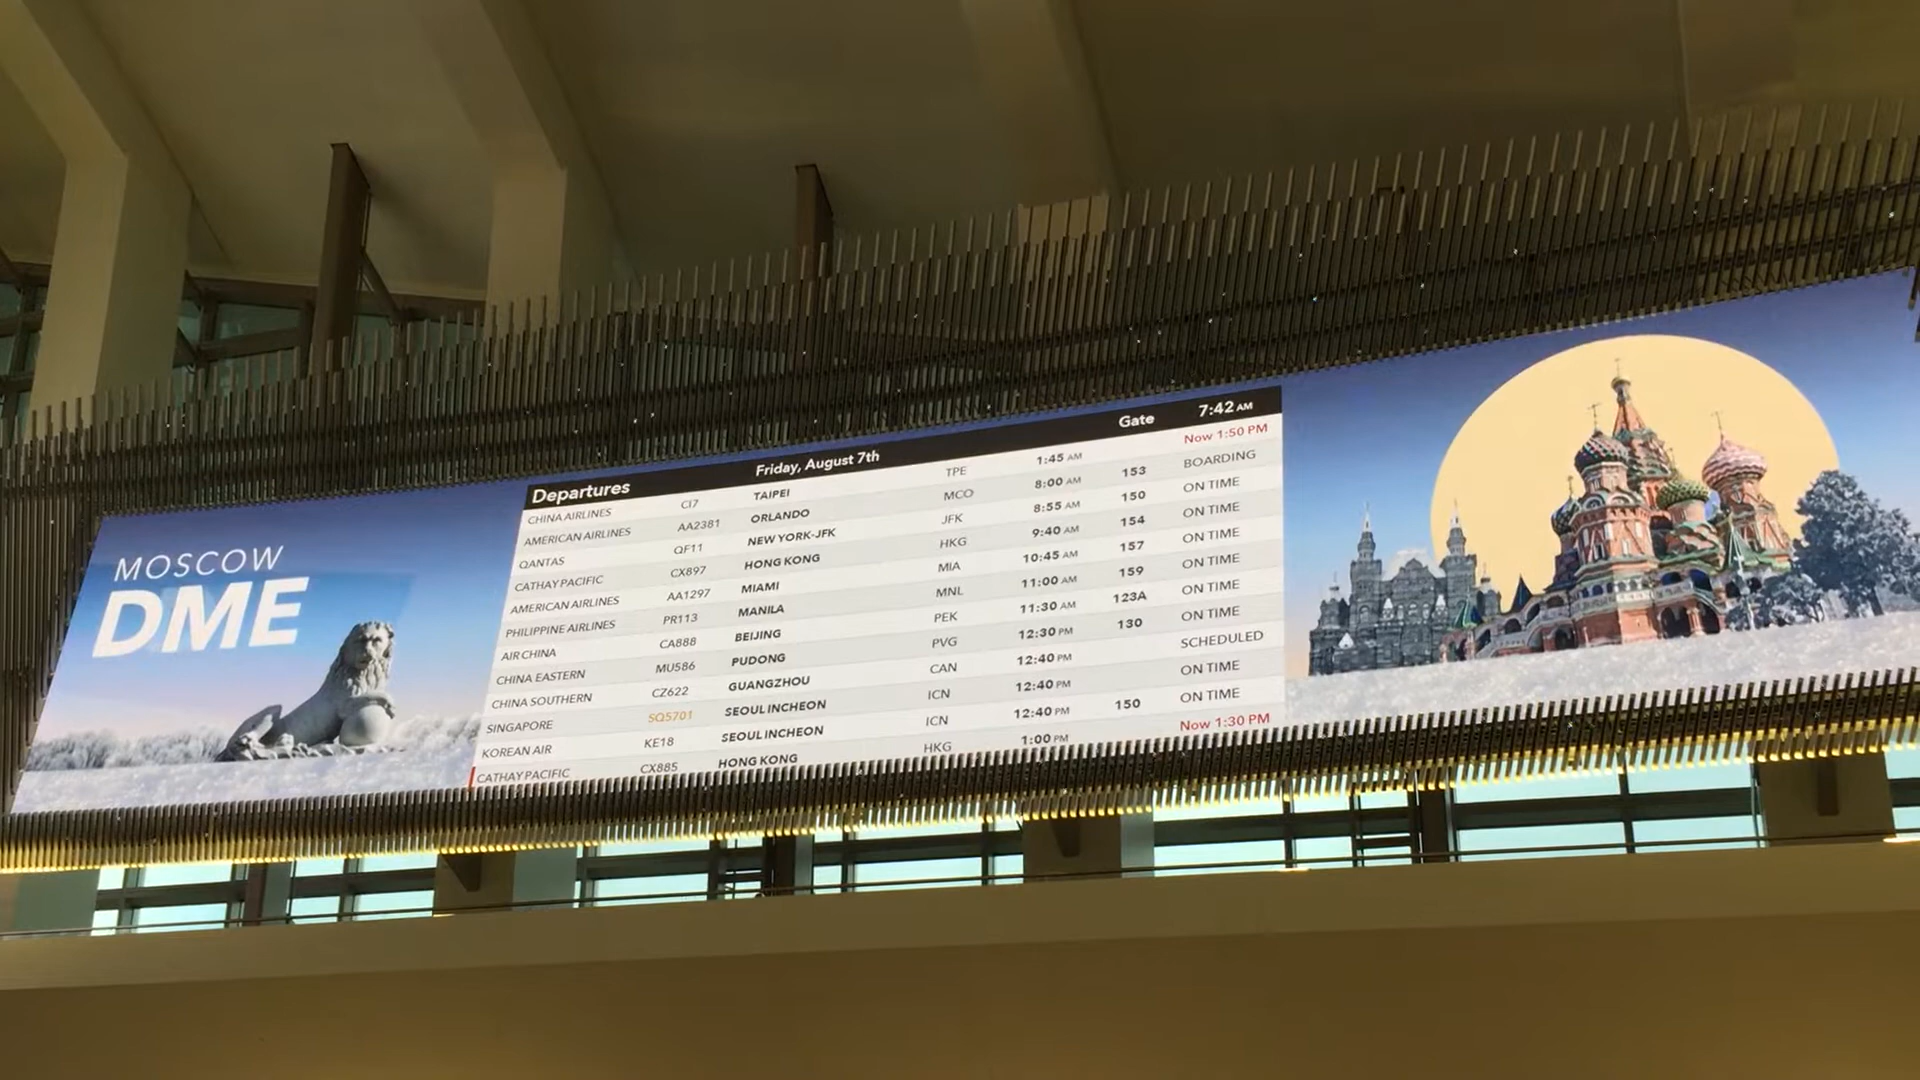 MOSCOW
DME
Departures Friday, August 7th Gate 7:42 AM
CHINA AIRLINES CI7 TAIPEI TPE 1:45 AM Now 1:50 PM
AMERICAN AIRLINES AA2381 ORLANDO MCO 8:00 AM 153 BOARDING
QANTAS QF11 NEW YORK-JFK JFK 8:55 AM 150 ON TIME
CATHAY PACIFIC CX897 HONG KONG HKG 9:40 AM 154 ON TIME
AMERICAN AIRLINES AA1297 MIAMI MIA 10:45 AM 157 ON TIME
PHILIPPINE AIRLINES PR113 MANILA MNL 11:00 AM 159 ON TIME
AIR CHINA CA888 BEIJING PEK 11:30 AM 123A ON TIME
CHINA EASTERN MU586 PUDONG PVG 12:30 PM 130 ON TIME
CHINA SOUTHERN CZ622 GUANGZHOU CAN 12:40 PM SCHEDULED
SINGAPORE SQ5701 SEOUL INCHEON ICN 12:40 PM ON TIME
KOREAN AIR KE18 SEOUL INCHEON ICN 12:40 PM 150 ON TIME
CATHAY PACIFIC CX885 HONG KONG HKG 1:00 PM Now 1:30 PM